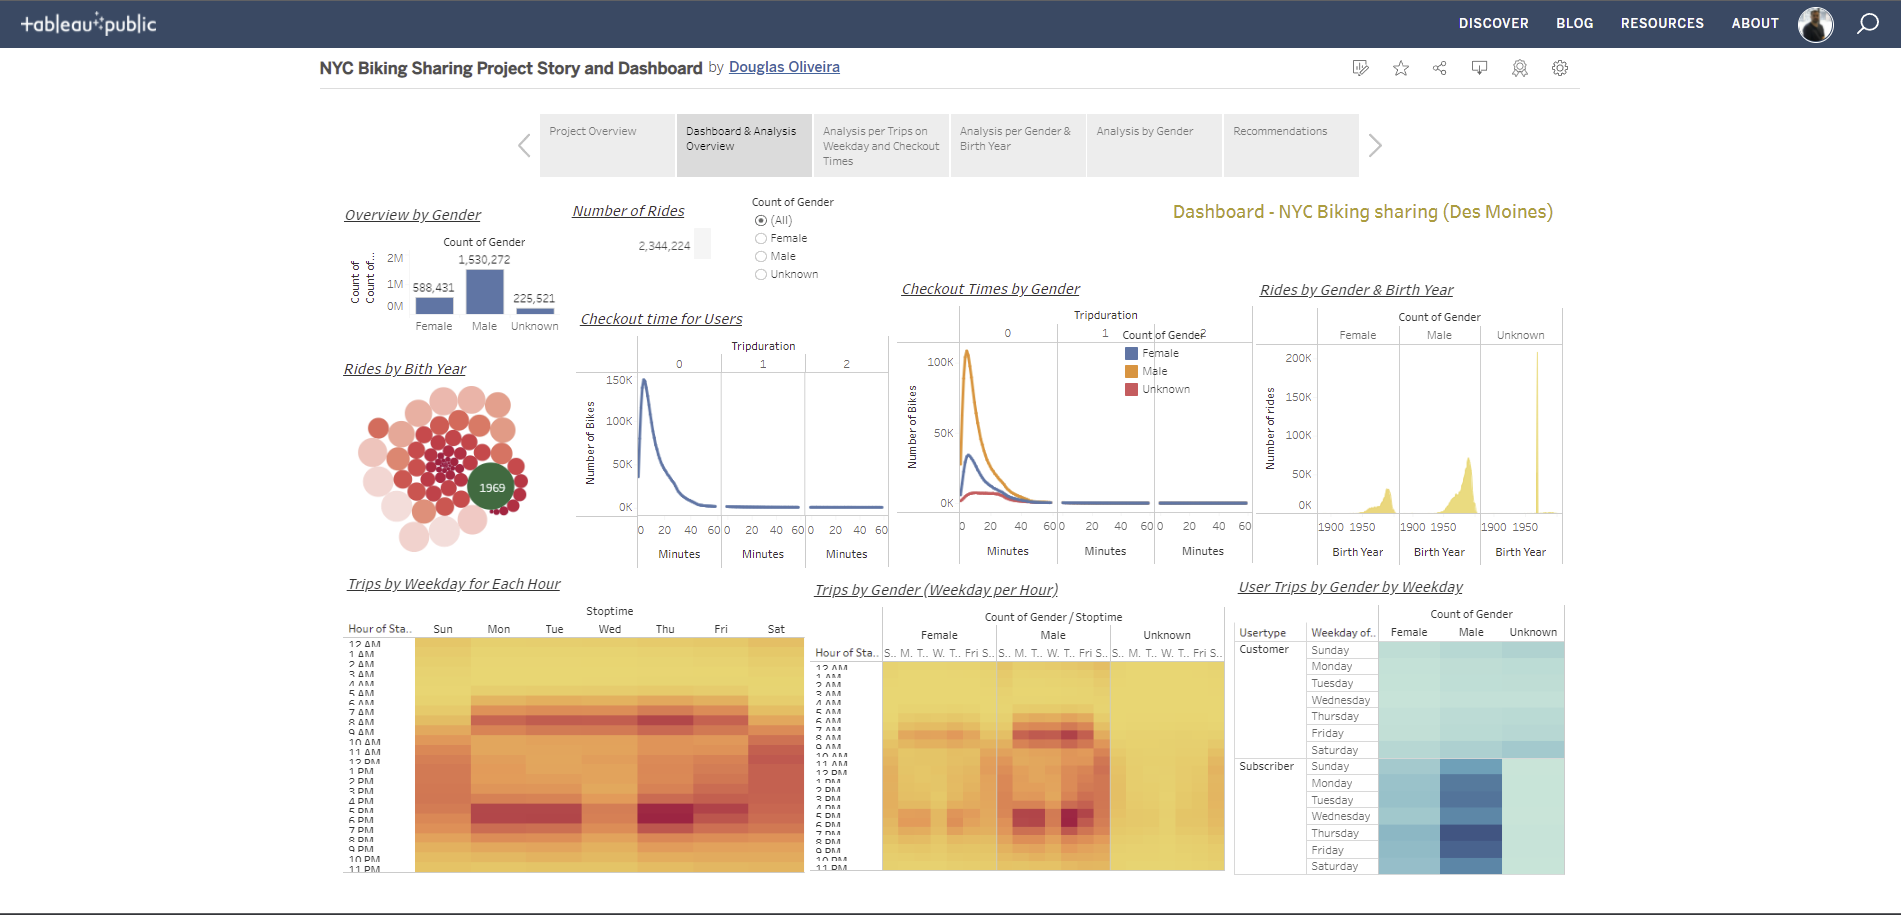 tableau public
DISCOVER BLOG RESOURCES ABOUT
NYC Biking Sharing Project Story and Dashboard by Douglas Oliveira
Project Overview
Dashboard & Analysis
Overview
Analysis per Trips on
Weekday and Checkout
Times
Analysis per Gender &
Birth Year
Analysis by Gender
Recommendations
Dashboard - NYC Biking sharing (Des Moines)
Overview by Gender
Count of Gender
Count of
Count of...
2M
1M
0M
588,431
1,530,272
225,521
Female Male Unknown
Number of Rides
2,344,224
Count of Gender
(All)
Female
Male
Unknown
Rides by Bith Year
1969
Checkout time for Users
Tripduration
0 1 2
Number of Bikes
150K
100K
50K
0K
0 20 40 60 0 20 40 60 0 20 40 60
Minutes Minutes Minutes
Checkout Times by Gender
Tripduration
0 1 2
Count of Gender
Female
Male
Unknown
Number of Bikes
100K
50K
0K
0 20 40 60 0 20 40 60 0 20 40 60
Minutes Minutes Minutes
Rides by Gender & Birth Year
Count of Gender
Female Male Unknown
Number of rides
200K
150K
100K
50K
0K
1900 1950 1900 1950 1900 1950
Birth Year Birth Year Birth Year
Trips by Weekday for Each Hour
Stoptime
Hour of Sta.. Sun Mon Tue Wed Thu Fri Sat
12 AM
1 AM
2 AM
3 AM
4 AM
5 AM
6 AM
7 AM
8 AM
9 AM
10 AM
11 AM
12 PM
1 PM
2 PM
3 PM
4 PM
5 PM
6 PM
7 PM
8 PM
9 PM
10 PM
11 PM
Trips by Gender (Weekday per Hour)
Count of Gender / Stoptime
Female Male Unknown
Hour of Sta.. S.. M. T.. W. T.. Fri S.. S.. M. T.. W. T.. Fri S.. S.. M. T.. W. T.. Fri S..
12 AM
1 AM
2 AM
3 AM
4 AM
5 AM
6 AM
7 AM
8 AM
9 AM
10 AM
11 AM
12 PM
1 PM
2 PM
3 PM
4 PM
5 PM
6 PM
7 PM
8 PM
9 PM
10 PM
11 PM
User Trips by Gender by Weekday
Count of Gender
Usertype Weekday of.. Female Male Unknown
Customer Sunday
Monday
Tuesday
Wednesday
Thursday
Friday
Saturday
Subscriber Sunday
Monday
Tuesday
Wednesday
Thursday
Friday
Saturday